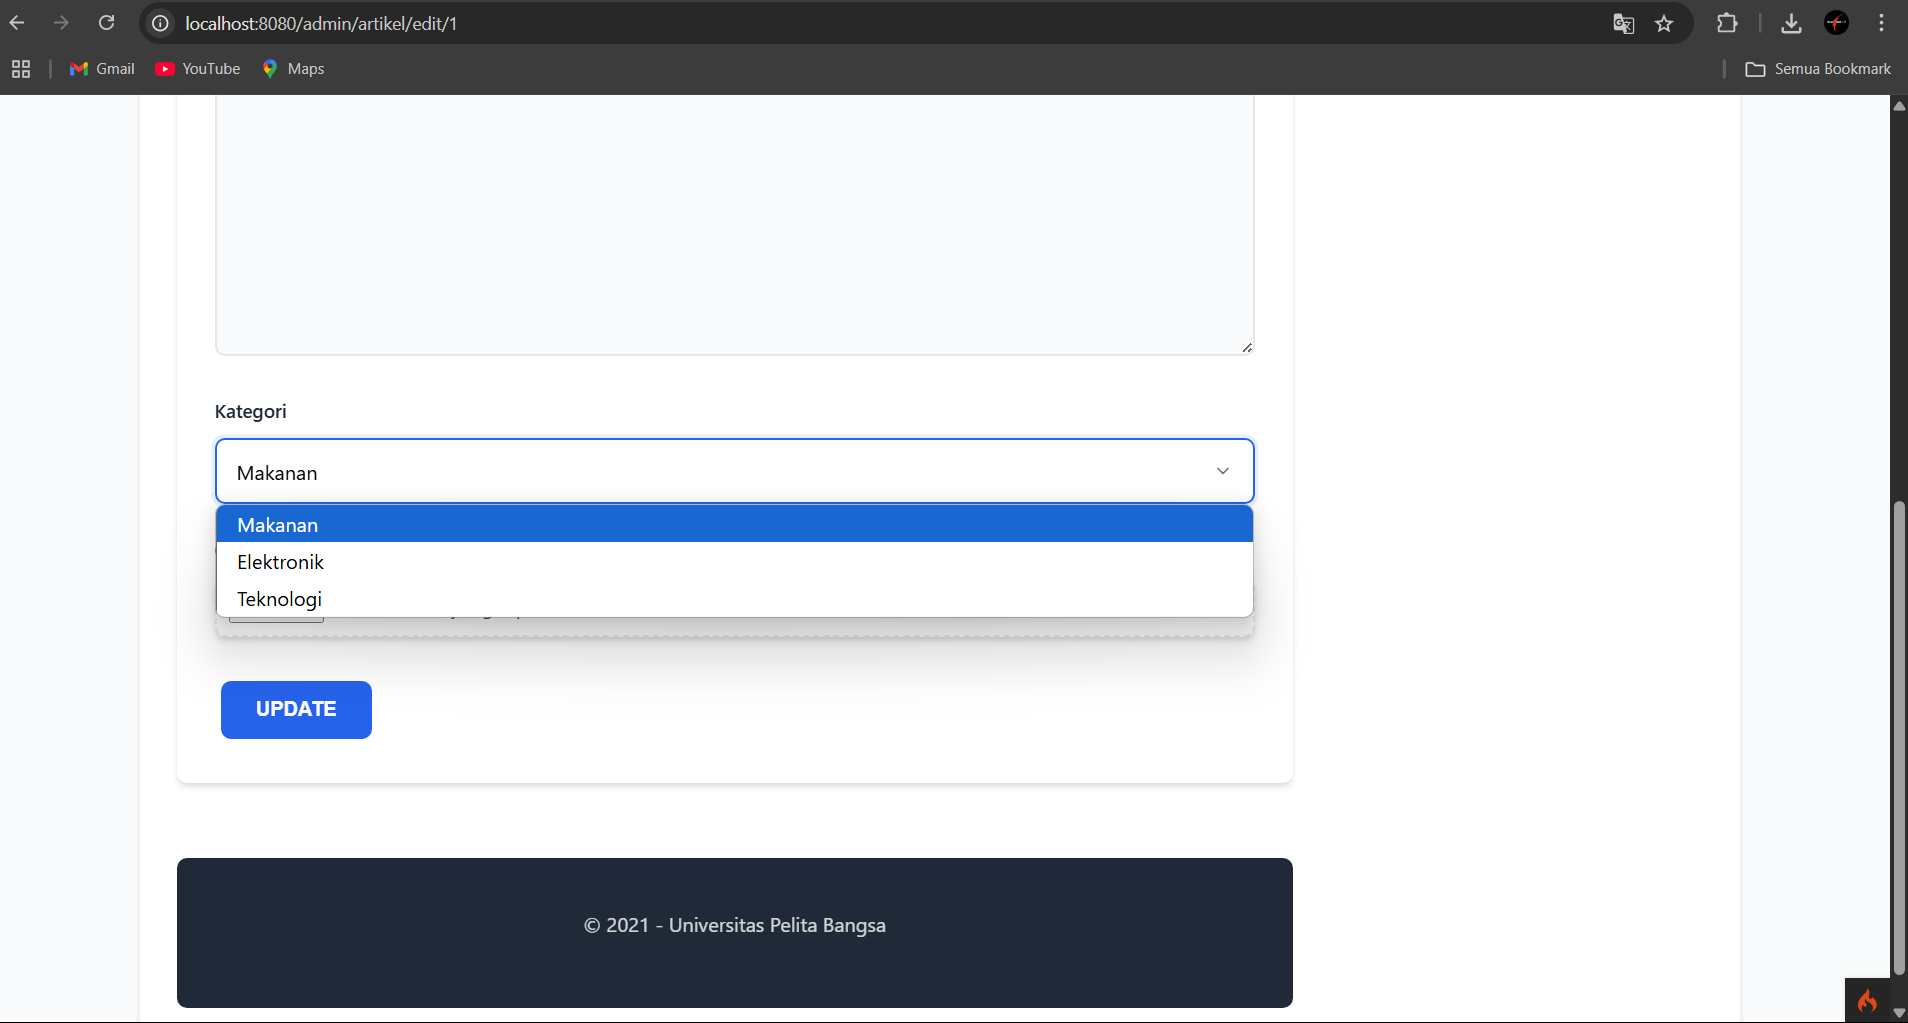 localhost:8080/admin/artikel/edit/1
Gmail
YouTube
Maps
Semua Bookmark
Kategori
Makanan
Makanan
Elektronik
Teknologi
UPDATE
© 2021 - Universitas Pelita Bangsa